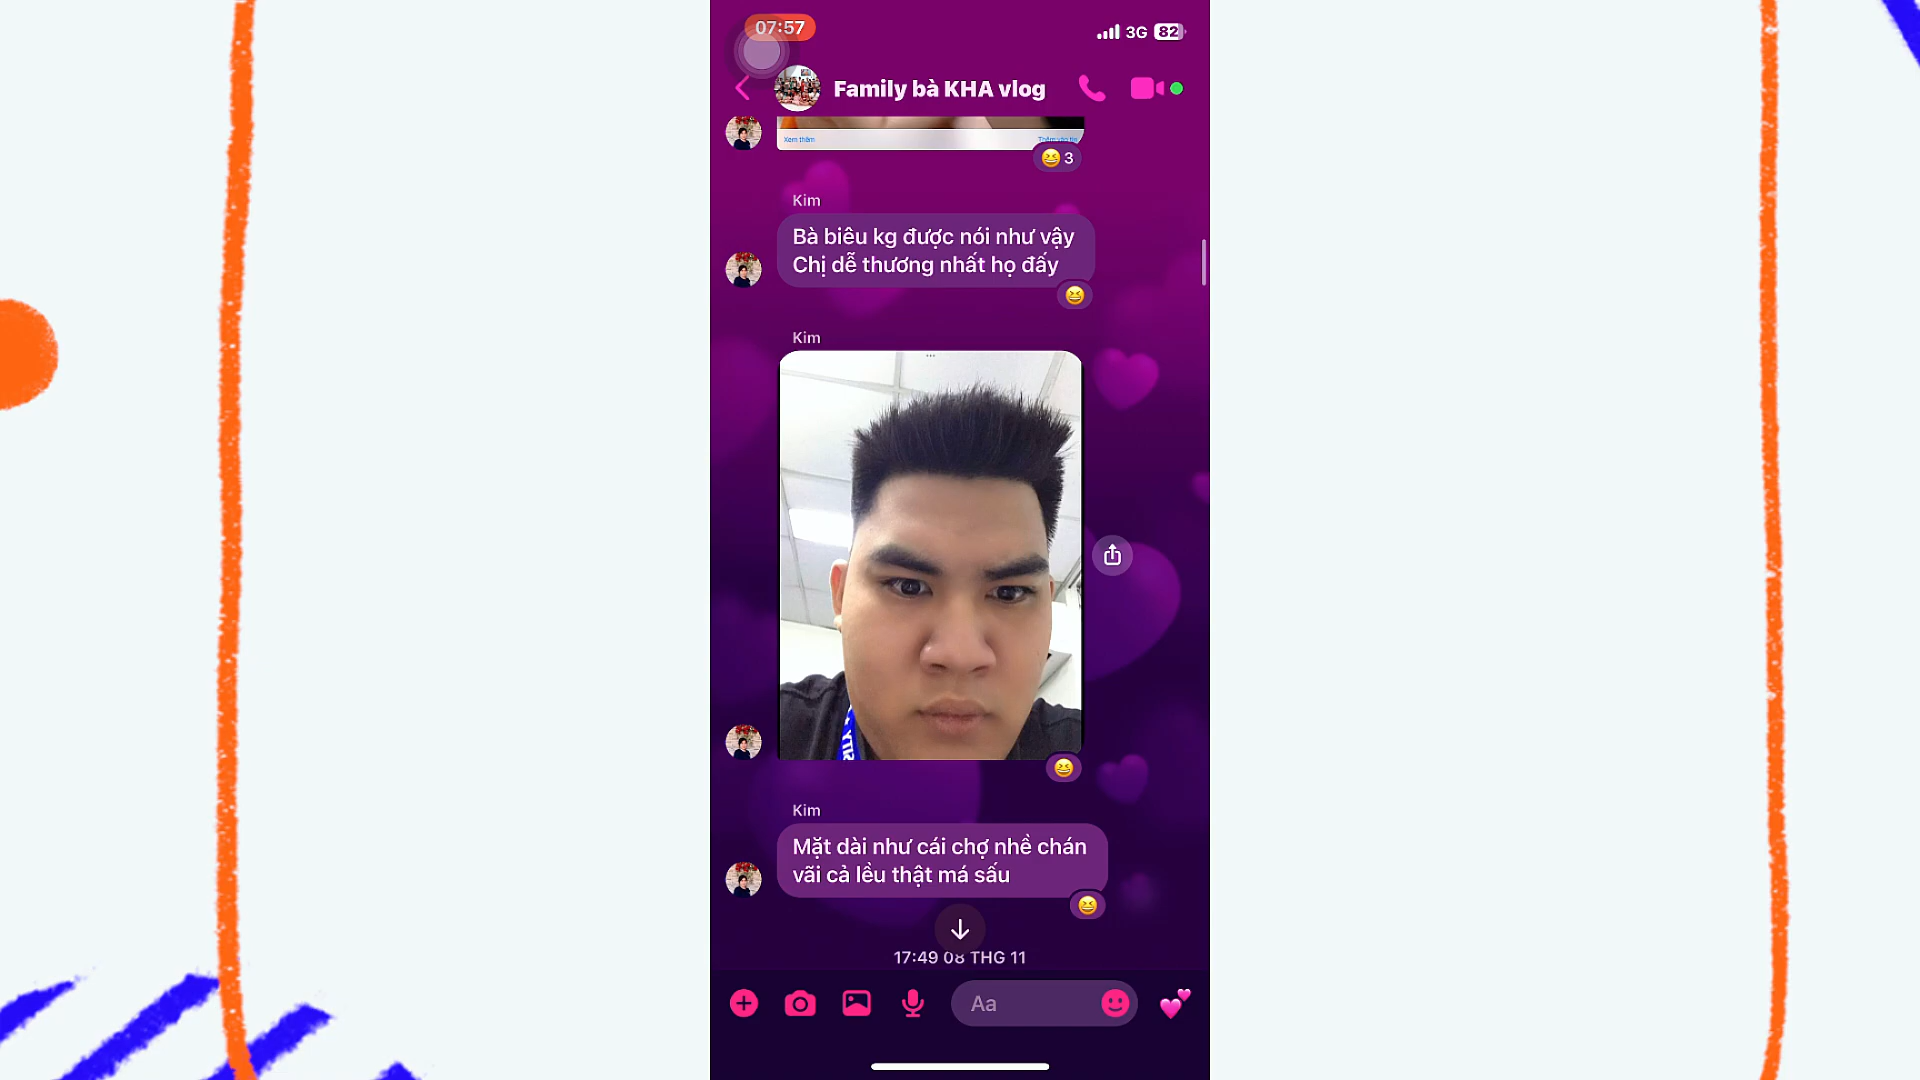 07:57
3G 82
Family bà KHA vlog
Xem thêm
3
Kim
Bà biêu kg được nói như vậy
Chị dễ thương nhất họ đấy
Kim
Kim
Mặt dài như cái chợ nhề chán
vãi cả lều thật má sấu
17:49 08 THG 11
Aa